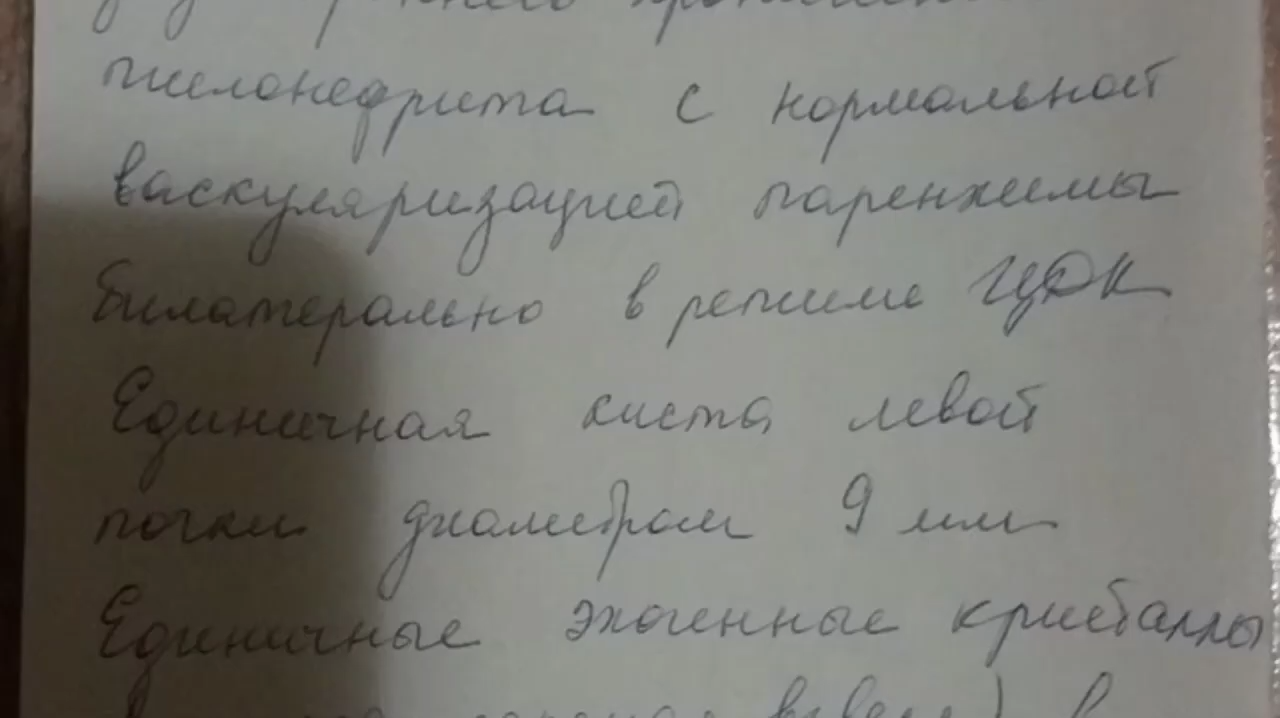 пиелонефрита с нормальной
васкуляризацией паренхимы
билатерально в режиме ЦДК
Единичная киста левой
почки диаметром 9 мм
Единичные эхогенные кристаллы